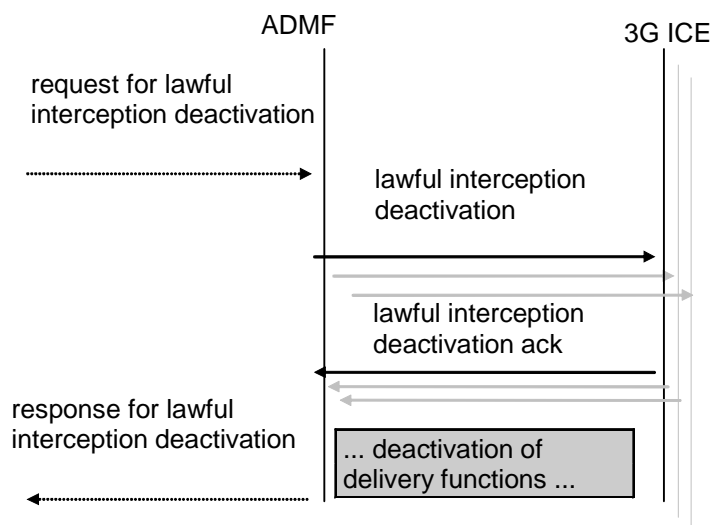 ADMF
3G ICE
request for lawful
interception deactivation
lawful interception
deactivation
lawful interception
deactivation ack
response for lawful
interception deactivation
... deactivation of
delivery functions ...